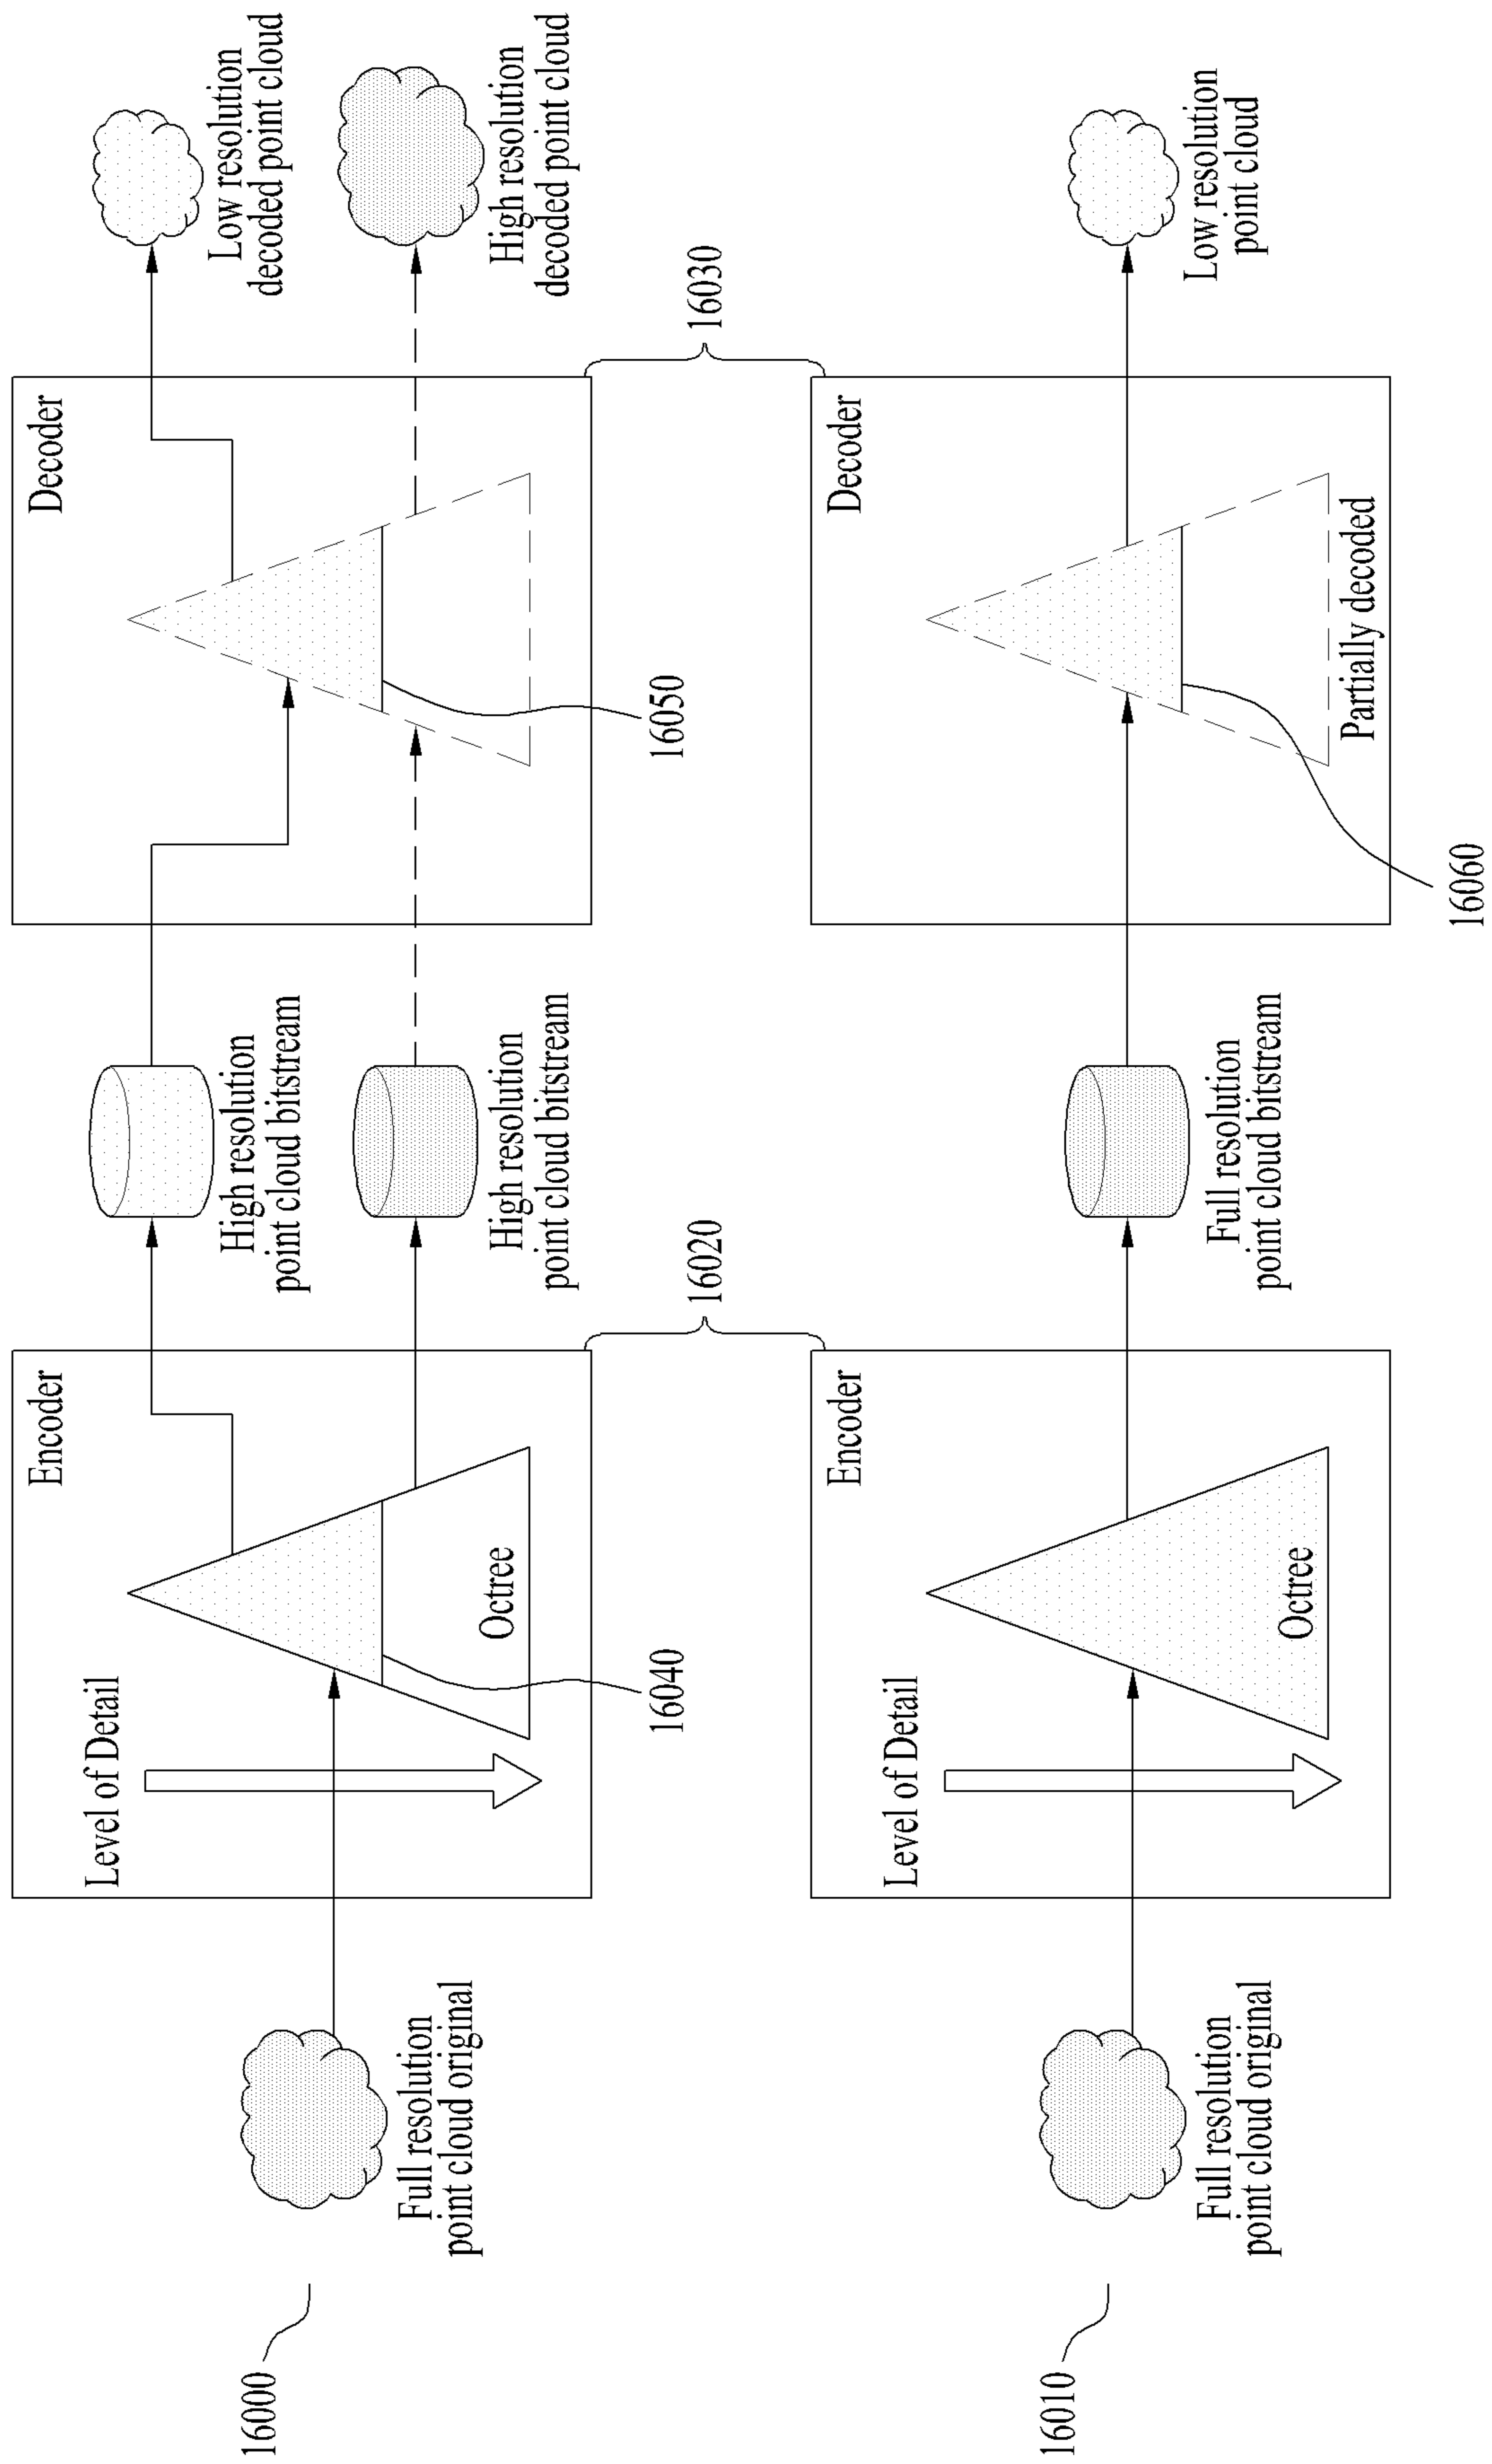 16000
Full resolution
point cloud original
Level of Detail
Encoder
Octree
16040
High resolution
point cloud bitstream
High resolution
point cloud bitstream
Decoder
16050
Low resolution
decoded point cloud
High resolution
decoded point cloud
16020
16030
16010
Full resolution
point cloud original
Level of Detail
Encoder
Octree
Full resolution
point cloud bitstream
Decoder
Partially decoded
16060
Low resolution
point cloud